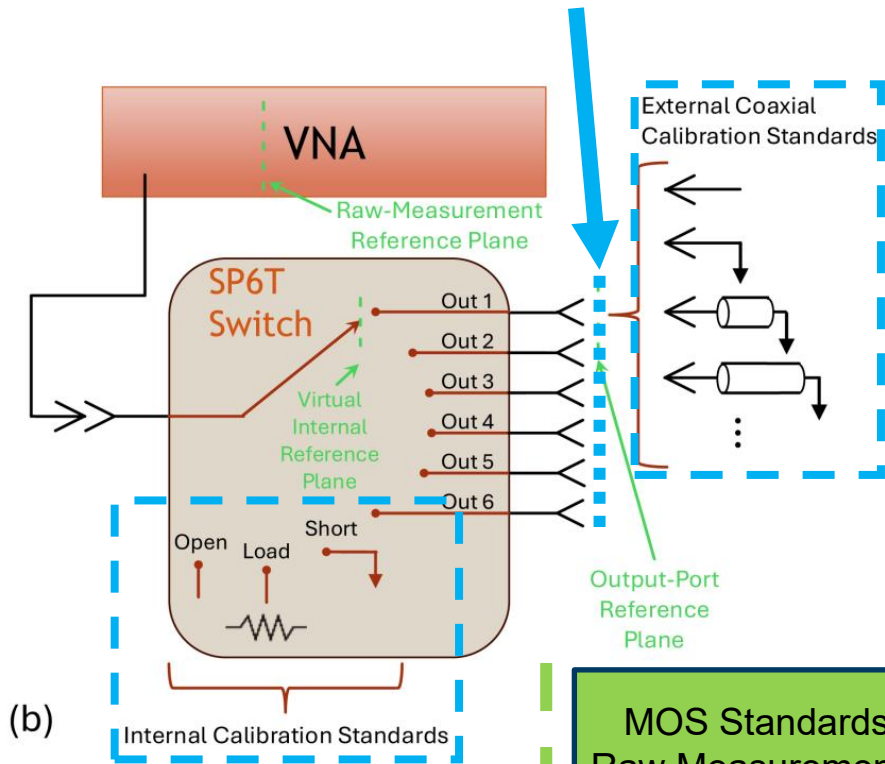 VNA
Raw-Measurement
Reference Plane
External Coaxial
Calibration Standards
SP6T
Switch
Out 1
Out 2
Out 3
Out 4
Out 5
Out 6
Virtual
Internal
Reference
Plane
Open
Load
Short
Output-Port
Reference
Plane
(b)
Internal Calibration Standards
MOS Standards
Raw Measurement